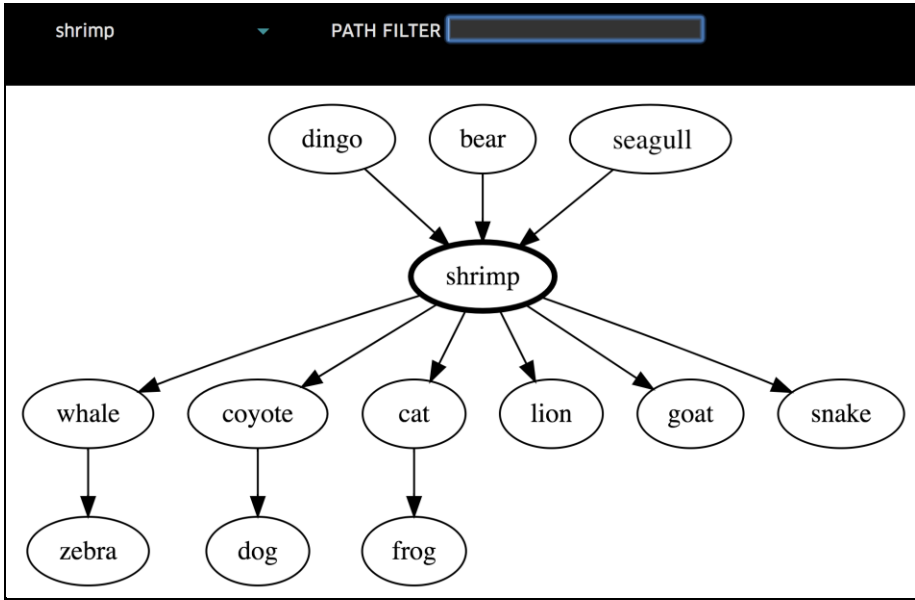 shrimp PATH FILTER
dingo bear seagull
shrimp
whale coyote cat lion goat snake
zebra dog frog